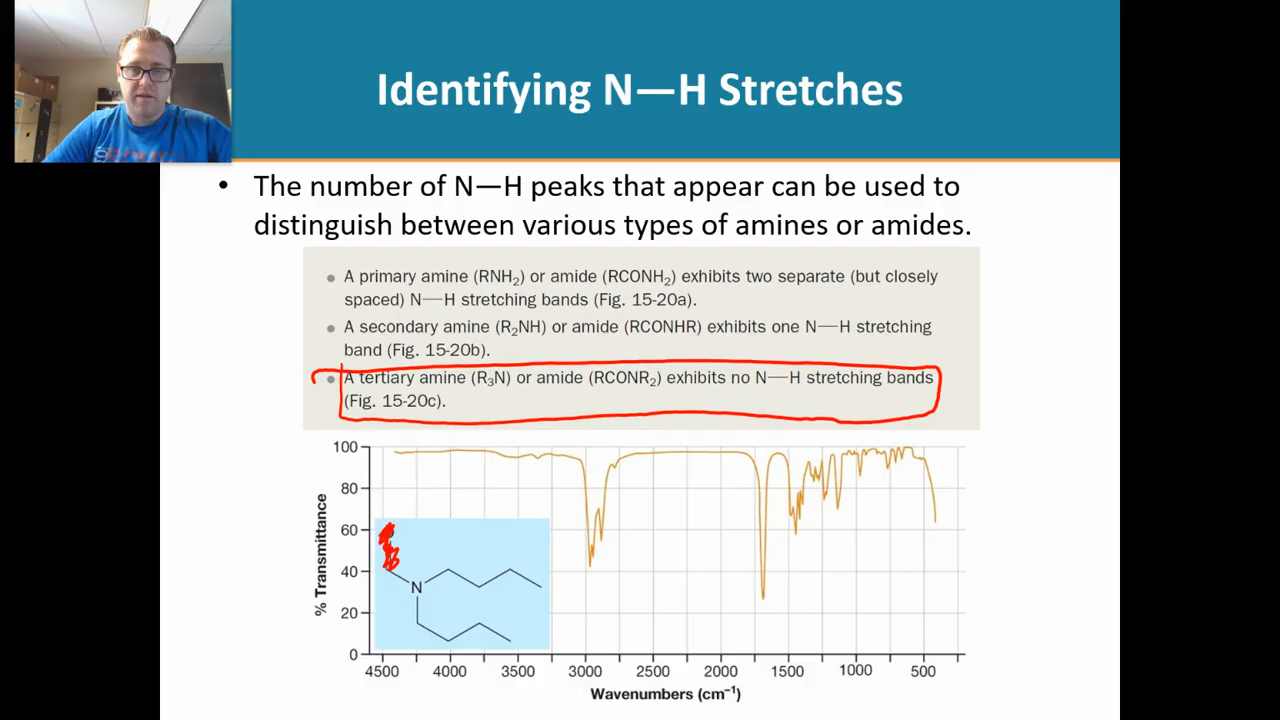 Identifying N—H Stretches
• The number of N—H peaks that appear can be used to
distinguish between various types of amines or amides.
• A primary amine (RNH₂) or amide (RCONH₂) exhibits two separate (but closely
spaced) N—H stretching bands (Fig. 15-20a).
• A secondary amine (R₂NH) or amide (RCONHR) exhibits one N—H stretching
band (Fig. 15-20b).
• A tertiary amine (R₃N) or amide (RCONR₂) exhibits no N—H stretching bands
(Fig. 15-20c).
100
80
60
40
20
0
% Transmittance
N
4500 4000 3500 3000 2500 2000 1500 1000 500
Wavenumbers (cm⁻¹)